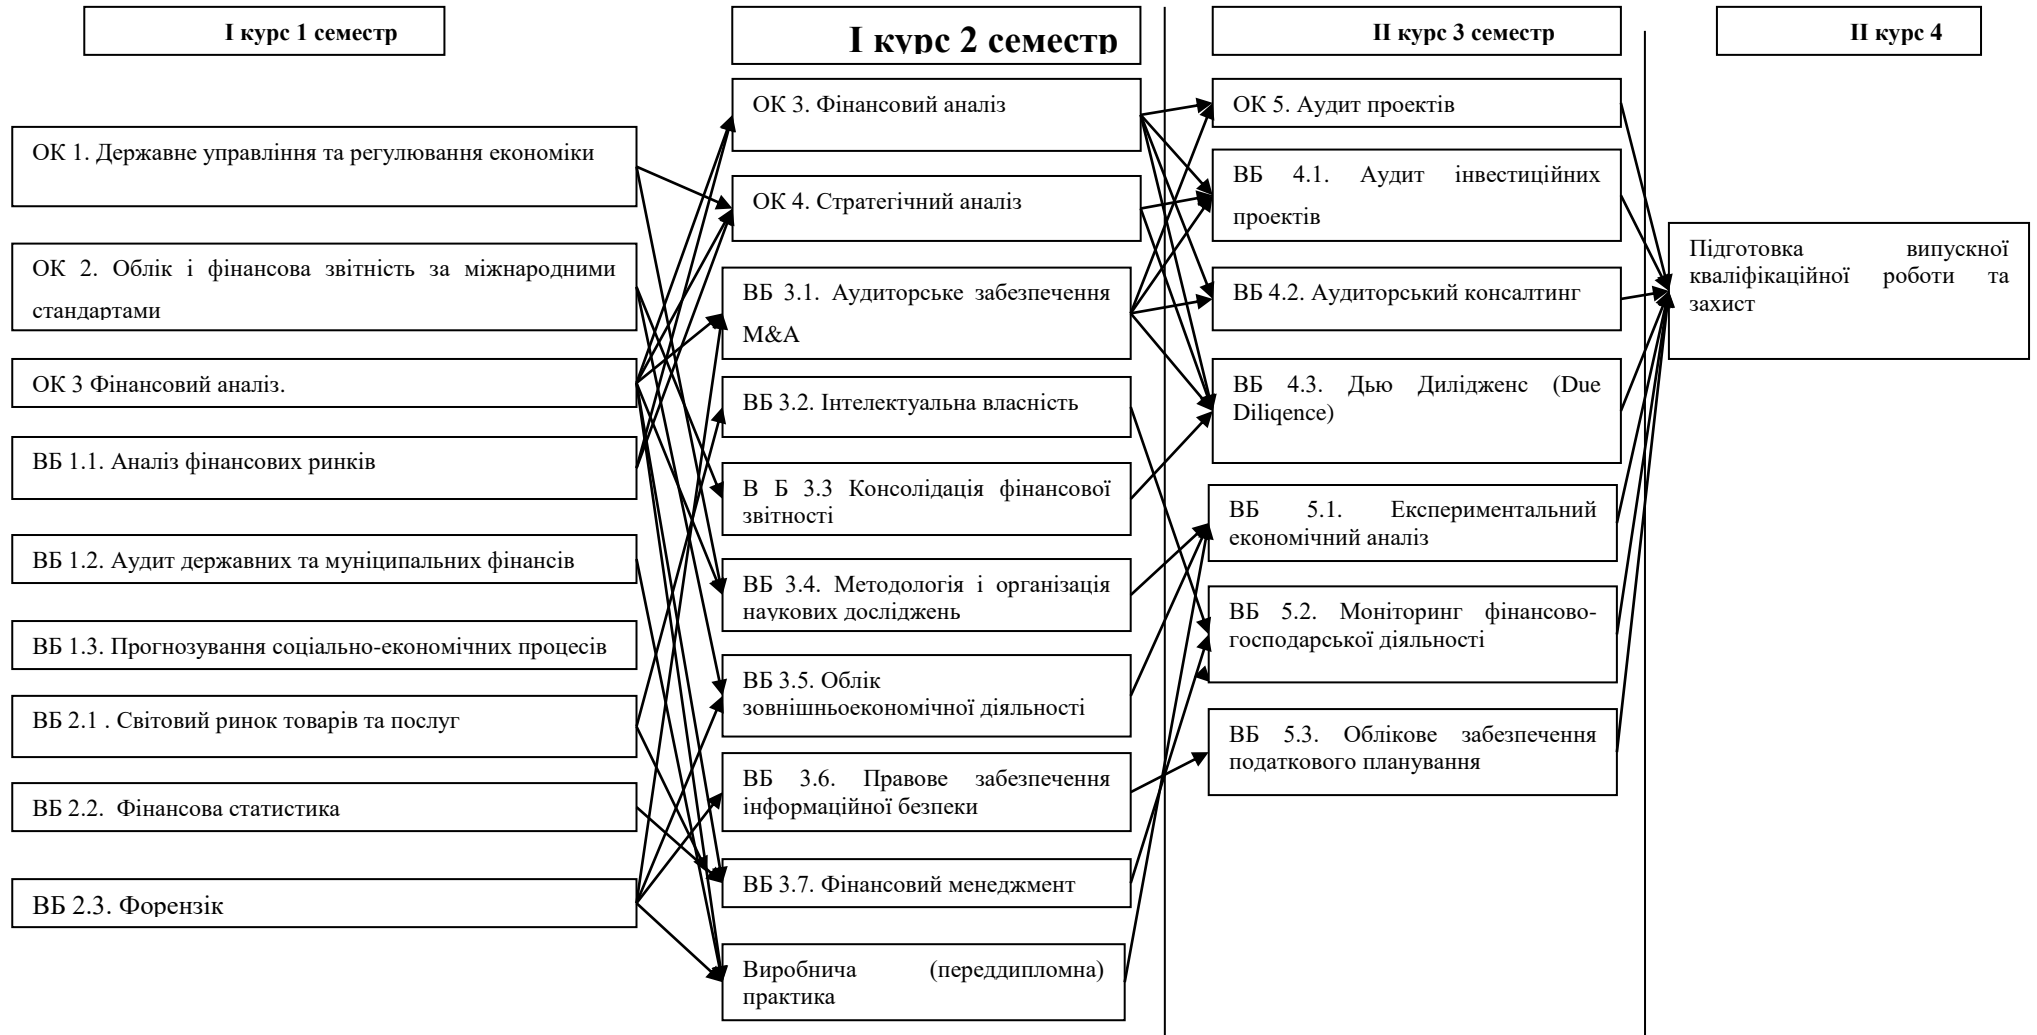 І курс 1 семестр
І курс 2 семестр
ІІ курс 3 семестр
ІІ курс 4
ОК 1. Державне управління та регулювання економіки
ОК 2. Облік і фінансова звітність за міжнародними
стандартами
ОК 3 Фінансовий аналіз.
ВБ 1.1. Аналіз фінансових ринків
ВБ 1.2. Аудит державних та муніципальних фінансів
ВБ 1.3. Прогнозування соціально-економічних процесів
ВБ 2.1 . Світовий ринок товарів та послуг
ВБ 2.2. Фінансова статистика
ВБ 2.3. Форензік
ОК 3. Фінансовий аналіз
ОК 4. Стратегічний аналіз
ВБ 3.1. Аудиторське забезпечення
M&A
ВБ 3.2. Інтелектуальна власність
В Б 3.3 Консолідація фінансової
звітності
ВБ 3.4. Методологія і організація
наукових досліджень
ВБ 3.5. Облік
зовнішньоекономічної діяльності
ВБ 3.6. Правове забезпечення
інформаційної безпеки
ВБ 3.7. Фінансовий менеджмент
Виробнича (переддипломна)
практика
ОК 5. Аудит проектів
ВБ 4.1. Аудит інвестиційних
проектів
ВБ 4.2. Аудиторський консалтинг
ВБ 4.3. Дью Дилідженс (Due
Diliqence)
ВБ 5.1. Експериментальний
економічний аналіз
ВБ 5.2. Моніторинг фінансово-
господарської діяльності
ВБ 5.3. Облікове забезпечення
податкового планування
Підготовка випускної
кваліфікаційної роботи та
захист